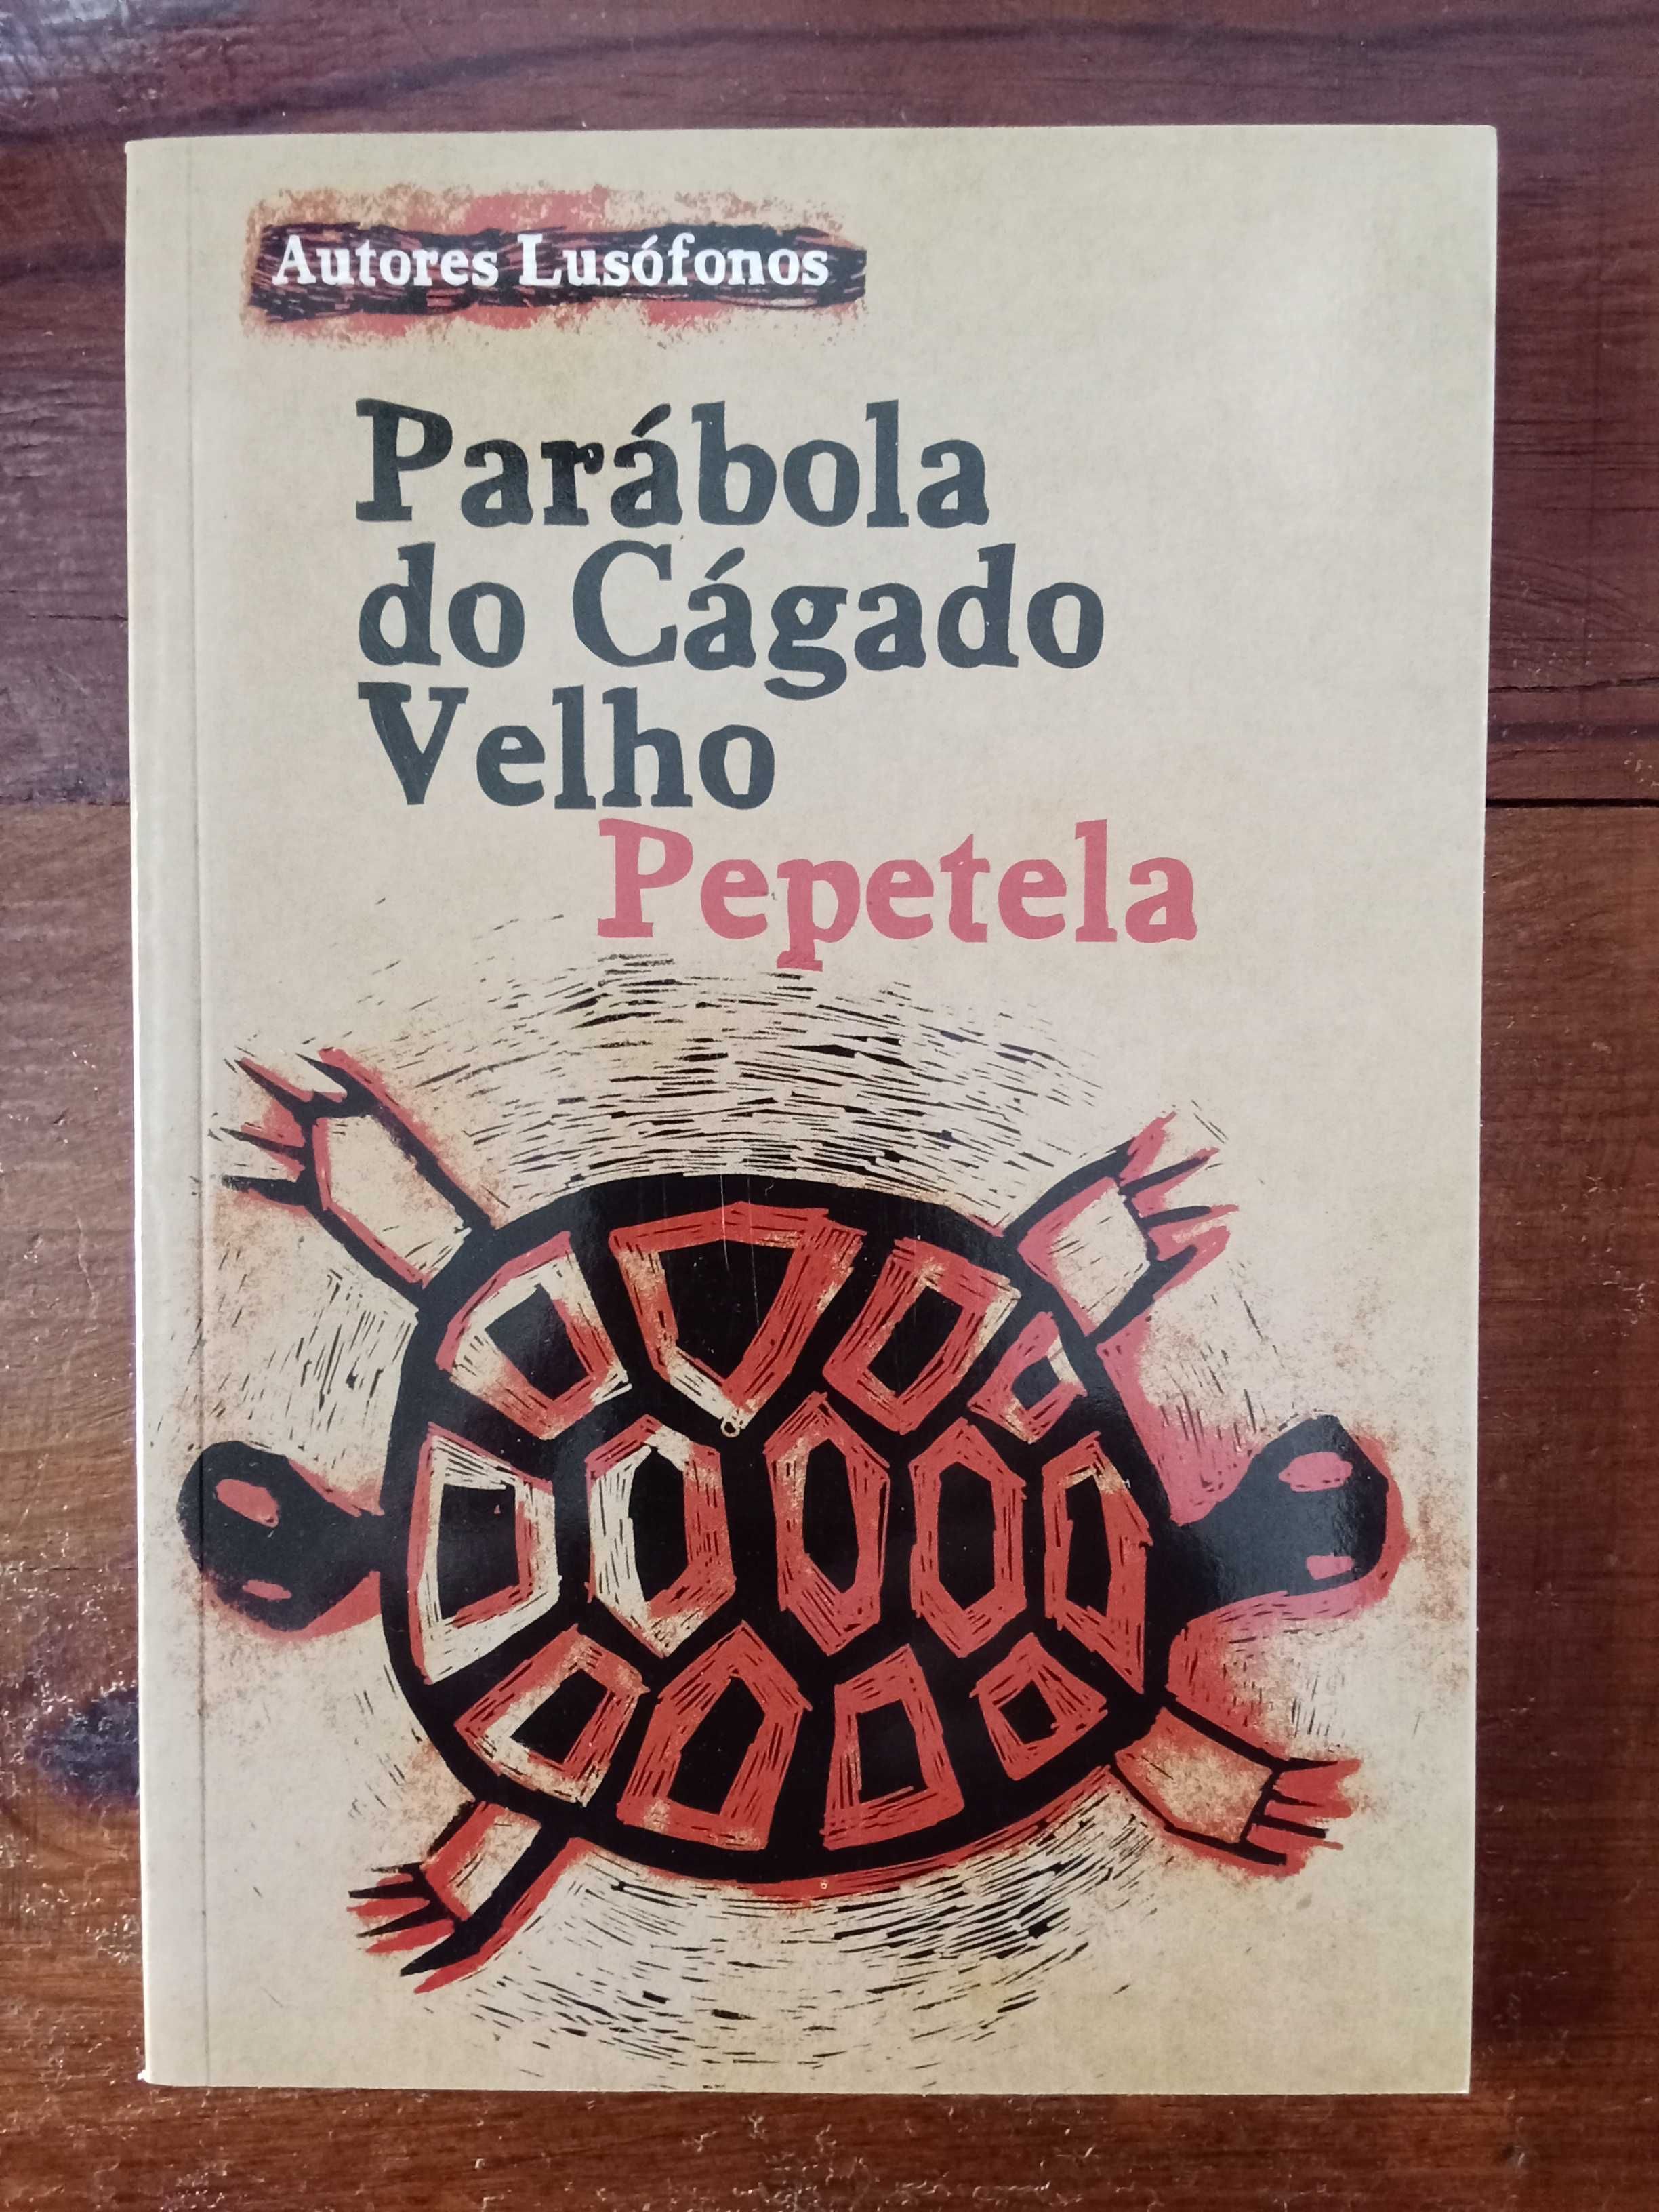 Autores Lusófonos
Parábola
do Cágado
Velho
Pepetela